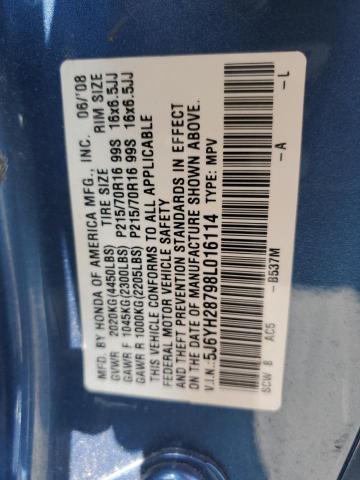 MFD. BY HONDA OF AMERICA MFG., INC. 06/'08
TIRE SIZE RIM SIZE
GVWR 2020KG(4450LBS)
GAWR F 1045KG(2300LBS) P215/70R16 99S 16x6.5JJ
GAWR R 1000KG(2205LBS) P215/70R16 99S 16x6.5JJ
THIS VEHICLE CONFORMS TO ALL APPLICABLE
FEDERAL MOTOR VEHICLE SAFETY AND THEFT PREVENTION STANDARDS IN EFFECT
ON THE DATE OF MANUFACTURE SHOWN ABOVE.
V.I.N.:5J6YH28798L016114 TYPE: MPV
B537M —A —L
SCW 8 AC5